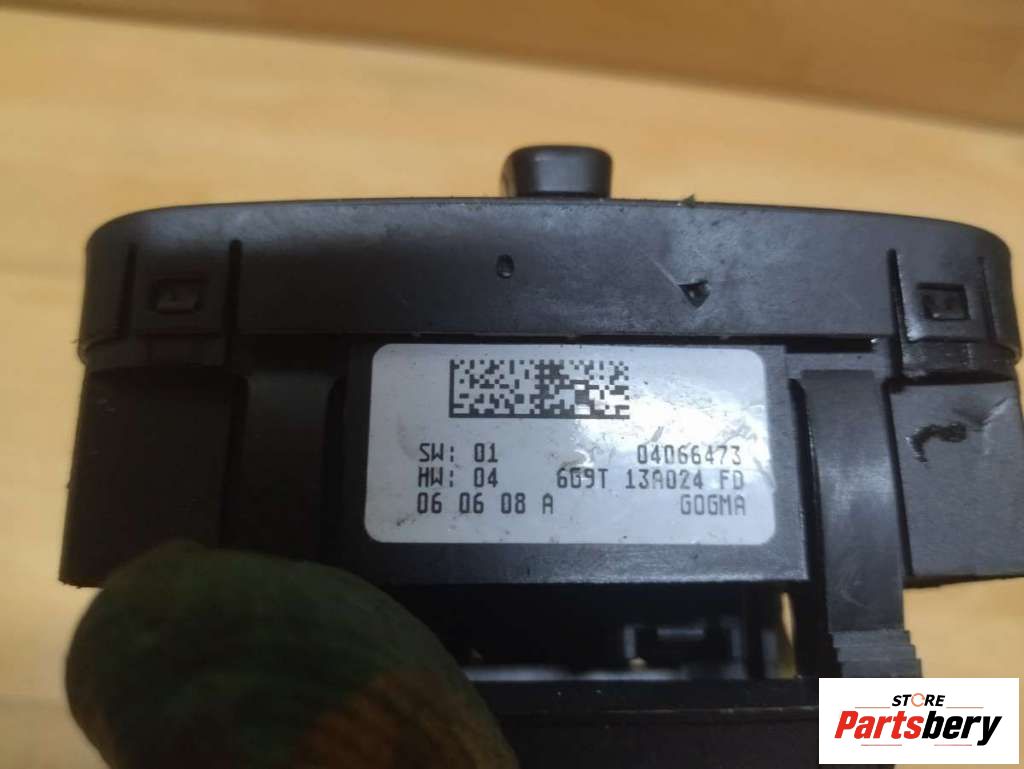 SW: 01 04066473
HW: 04 6G9T 13A024 FD
06 06 08 A GOGMA
STORE
Partsbery